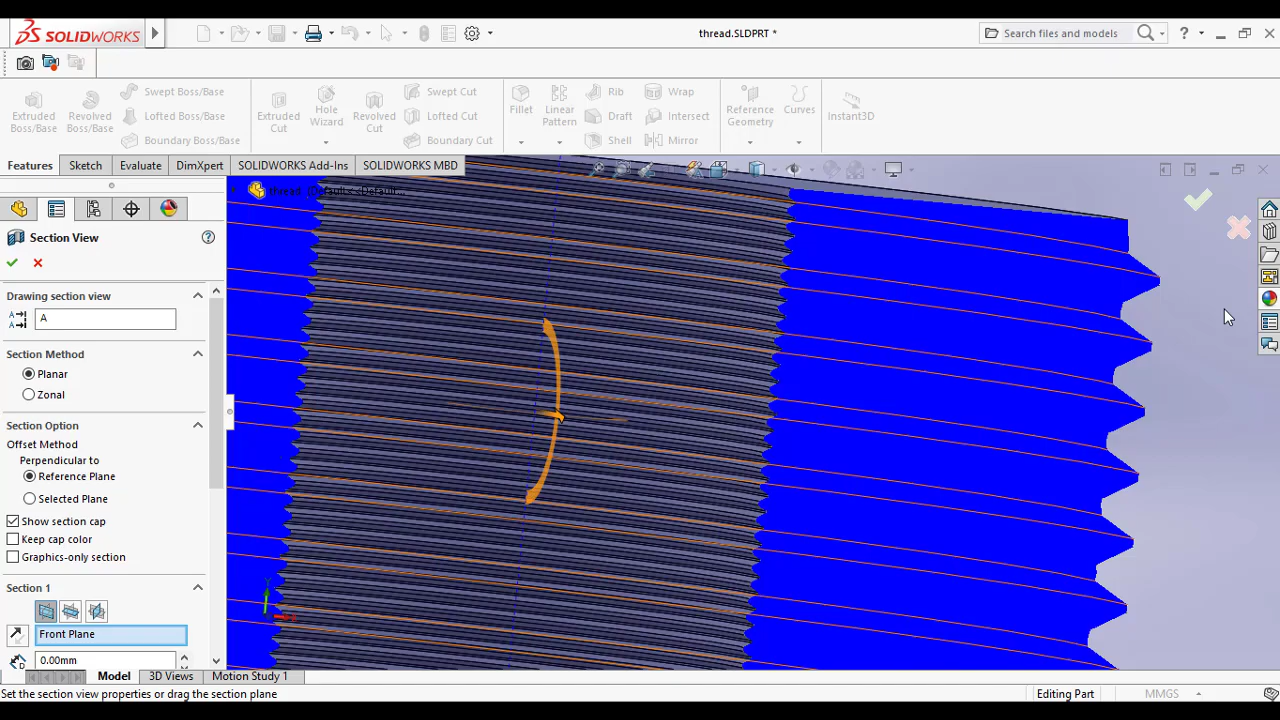 SOLIDWORKS
thread.SLDPRT *
Search files and models
?
Extruded Boss/Base
Revolved Boss/Base
Swept Boss/Base
Lofted Boss/Base
Boundary Boss/Base
Extruded Cut
Hole Wizard
Revolved Cut
Swept Cut
Lofted Cut
Boundary Cut
Fillet
Linear Pattern
Rib
Draft
Shell
Wrap
Intersect
Mirror
Reference Geometry
Curves
Instant3D
Features
Sketch
Evaluate
DimXpert
SOLIDWORKS Add-Ins
SOLIDWORKS MBD
thread (Default<<Default...
Section View
?
Drawing section view
A
Section Method
Planar
Zonal
Section Option
Offset Method
Perpendicular to
Reference Plane
Selected Plane
Show section cap
Keep cap color
Graphics-only section
Section 1
Front Plane
0.00mm
Model
3D Views
Motion Study 1
Set the section view properties or drag the section plane
Editing Part
MMGS